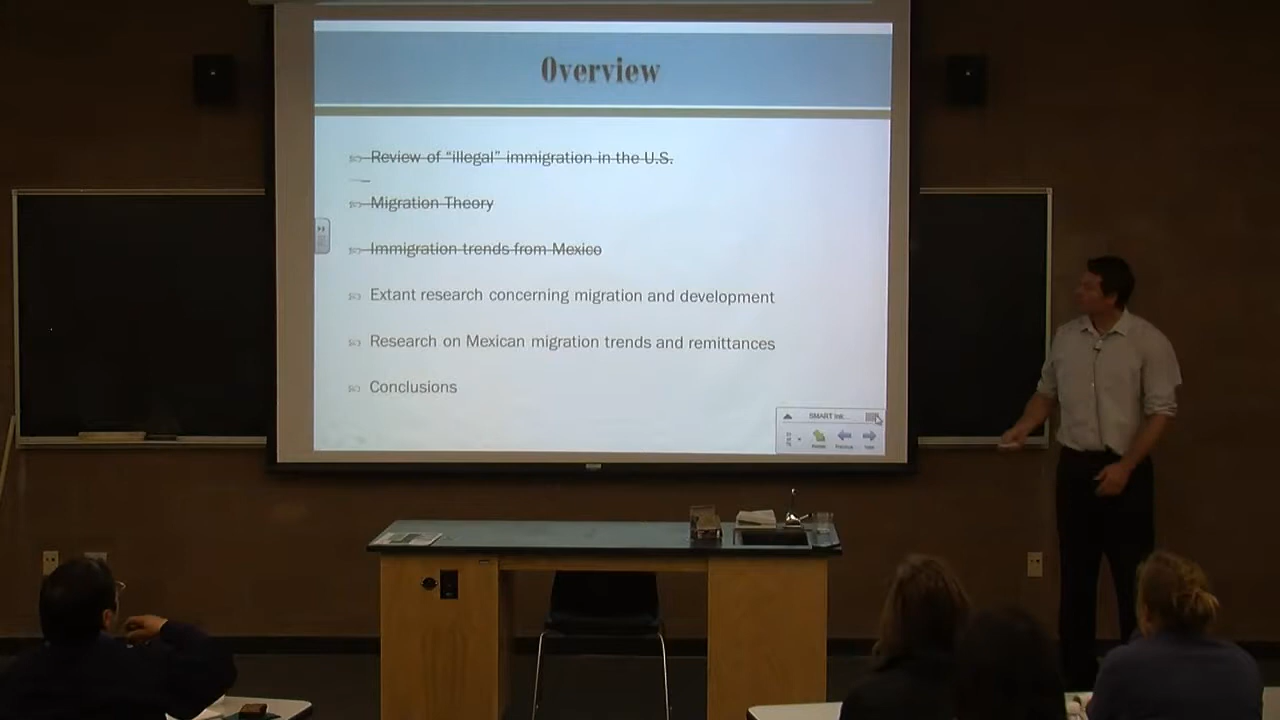 Overview
Review of “illegal” immigration in the U.S.
Migration Theory
Immigration trends from Mexico
Extant research concerning migration and development
Research on Mexican migration trends and remittances
Conclusions
SMART Ink
Previous